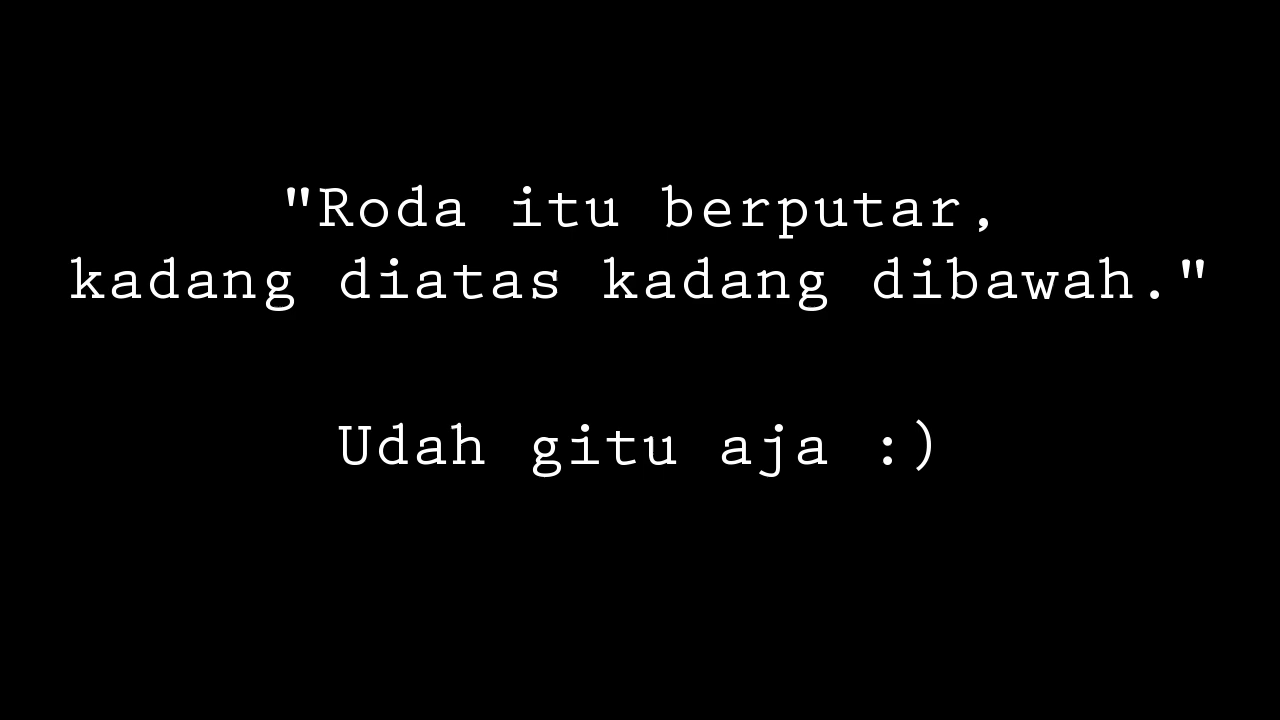 "Roda itu berputar,
kadang diatas kadang dibawah."
Udah gitu aja :)